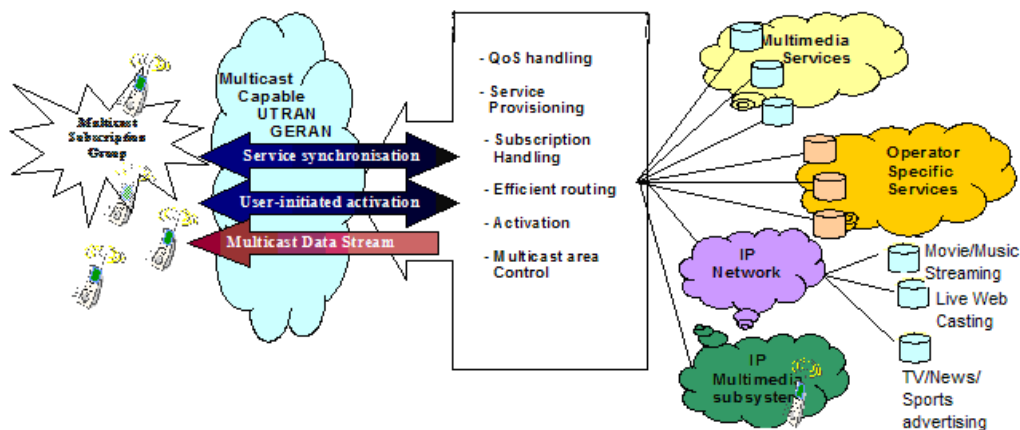 Multicast
Subscription
Group
Multicast
Capable
UTRAN
GERAN
Service synchronisation
User-initiated activation
Multicast Data Stream
- QoS handling
- Service
Provisioning
- Subscription
Handling
- Efficient routing
- Activation
- Multicast area
Control
Multimedia
Services
Operator
Specific
Services
IP
Network
Movie/Music
Streaming
Live Web
Casting
TV/News/
Sports
advertising
IP
Multimedia
subsystem